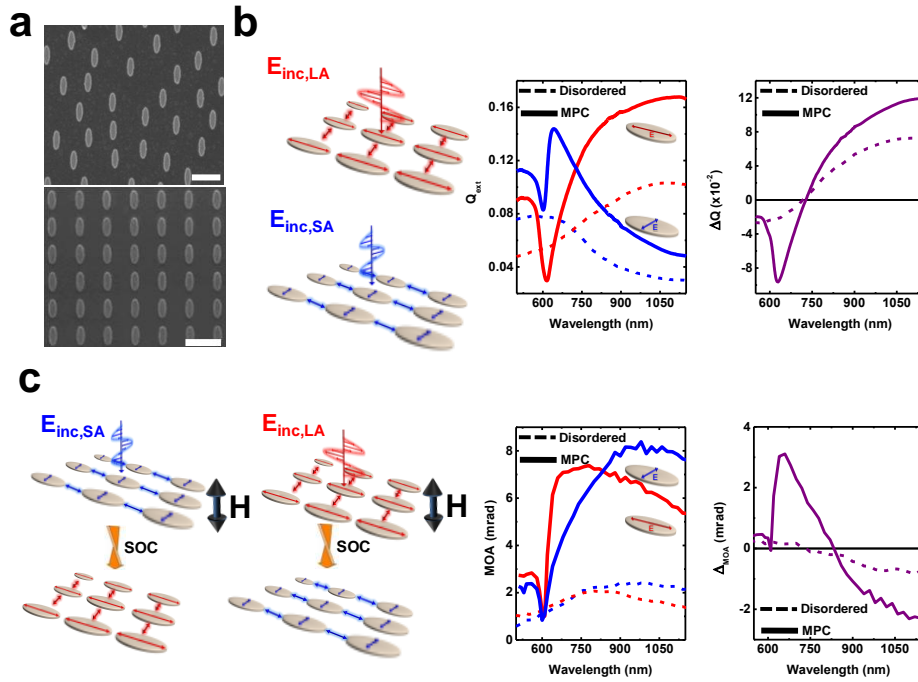 a
b
E inc,LA
E inc,SA
Disordered
MPC
0.16
0.12
0.08
0.04
Q ext
E
E
600 750 900 1050
Wavelength (nm)
Disordered
MPC
12
8
4
0
-4
-8
ΔQ (x10-2)
600 750 900 1050
Wavelength (nm)
c
E inc,SA
H
SOC
E inc,LA
H
SOC
Disordered
MPC
8
6
4
2
0
MOA (mrad)
E
E
600 750 900 1050
Wavelength (nm)
4
2
0
-2
Δ MOA (mrad)
Disordered
MPC
600 750 900 1050
Wavelength (nm)